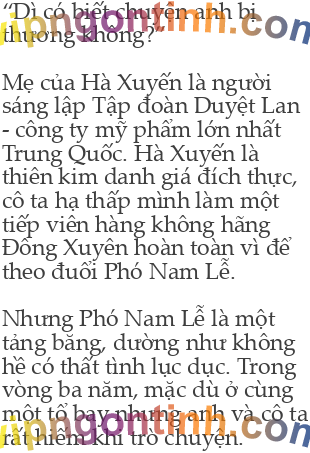 “Dì có biết chuyện anh bị
thương không?”
Mẹ của Hà Xuyến là người
sáng lập Tập đoàn Duyệt Lan
- công ty mỹ phẩm lớn nhất
Trung Quốc. Hà Xuyến là
thiên kim danh giá đích thực,
cô ta hạ thấp mình làm một
tiếp viên hàng không hãng
Đông Xuyên hoàn toàn vì để
theo đuổi Phó Nam Lễ.
Nhưng Phó Nam Lễ là một
tảng băng, dường như không
hề có thất tình lục dục. Trong
vòng ba năm, mặc dù ở cùng
một tổ bay nhưng anh và cô ta
rất hiếm khi trò chuyện.
vipngontinh.com